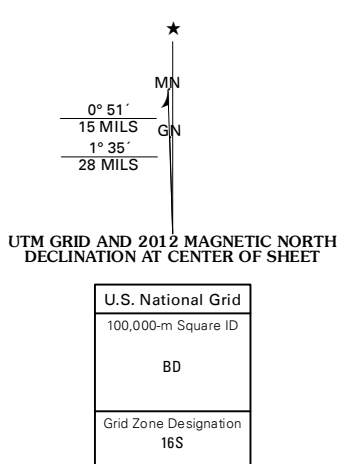 ★
MN
0° 51´
15 MILS
GN
1° 35´
28 MILS
UTM GRID AND 2012 MAGNETIC NORTH
DECLINATION AT CENTER OF SHEET
U.S. National Grid
100,000-m Square ID
BD
Grid Zone Designation
16S